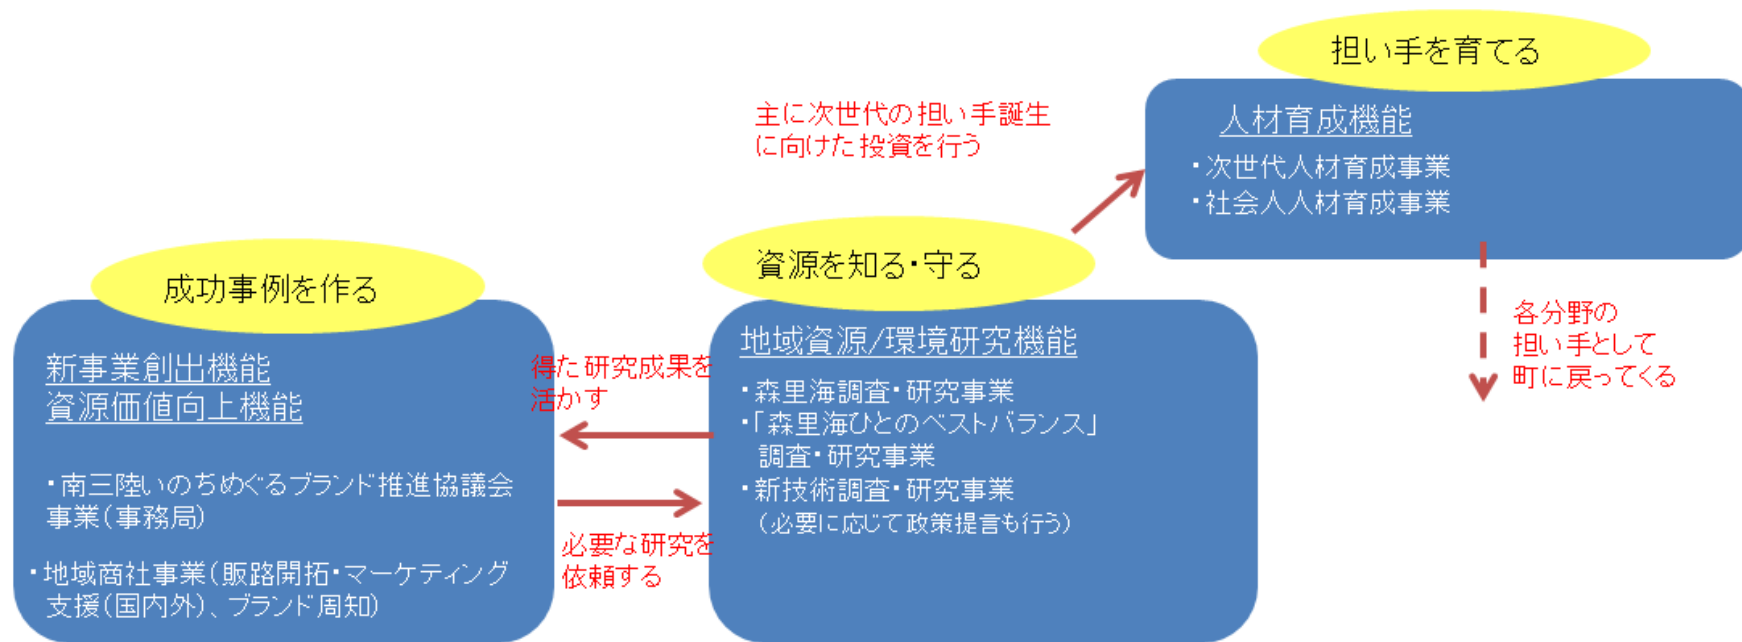 担い手を育てる
人材育成機能
・次世代人材育成事業
・社会人人材育成事業
主に次世代の担い手誕生
に向けた投資を行う
資源を知る・守る
地域資源/環境研究機能
・森里海調査・研究事業
・「森里海ひとのベストバランス」
調査・研究事業
・新技術調査・研究事業
（必要に応じて政策提言も行う）
成功事例を作る
新事業創出機能
資源価値向上機能
・南三陸いのちめぐるブランド推進協議会
事業（事務局）
・地域商社事業（販路開拓・マーケティング
支援（国内外）、ブランド周知）
得た研究成果を
活かす
必要な研究を
依頼する
各分野の
担い手として
町に戻ってくる